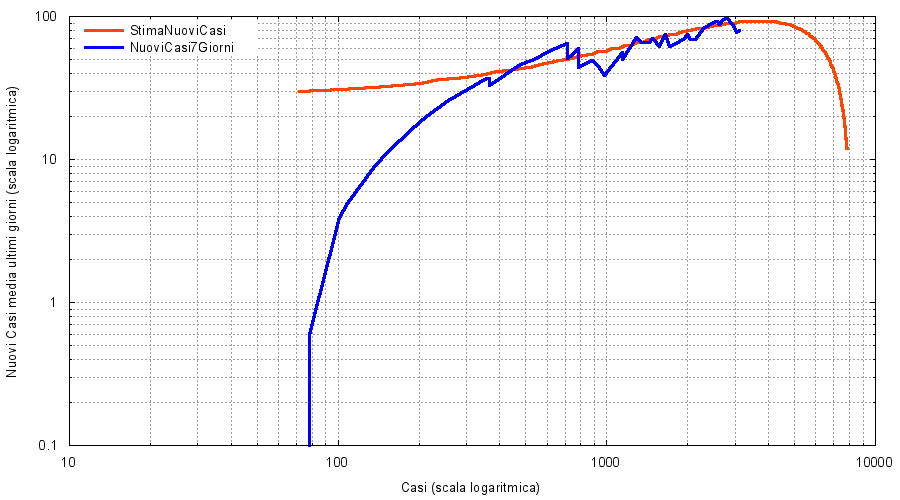 100
StimaNuoviCasi
NuoviCasi7Giorni
10
1
0.1
Nuovi Casi media ultimi giorni (scala logaritmica)
10
100
1000
10000
Casi (scala logaritmica)